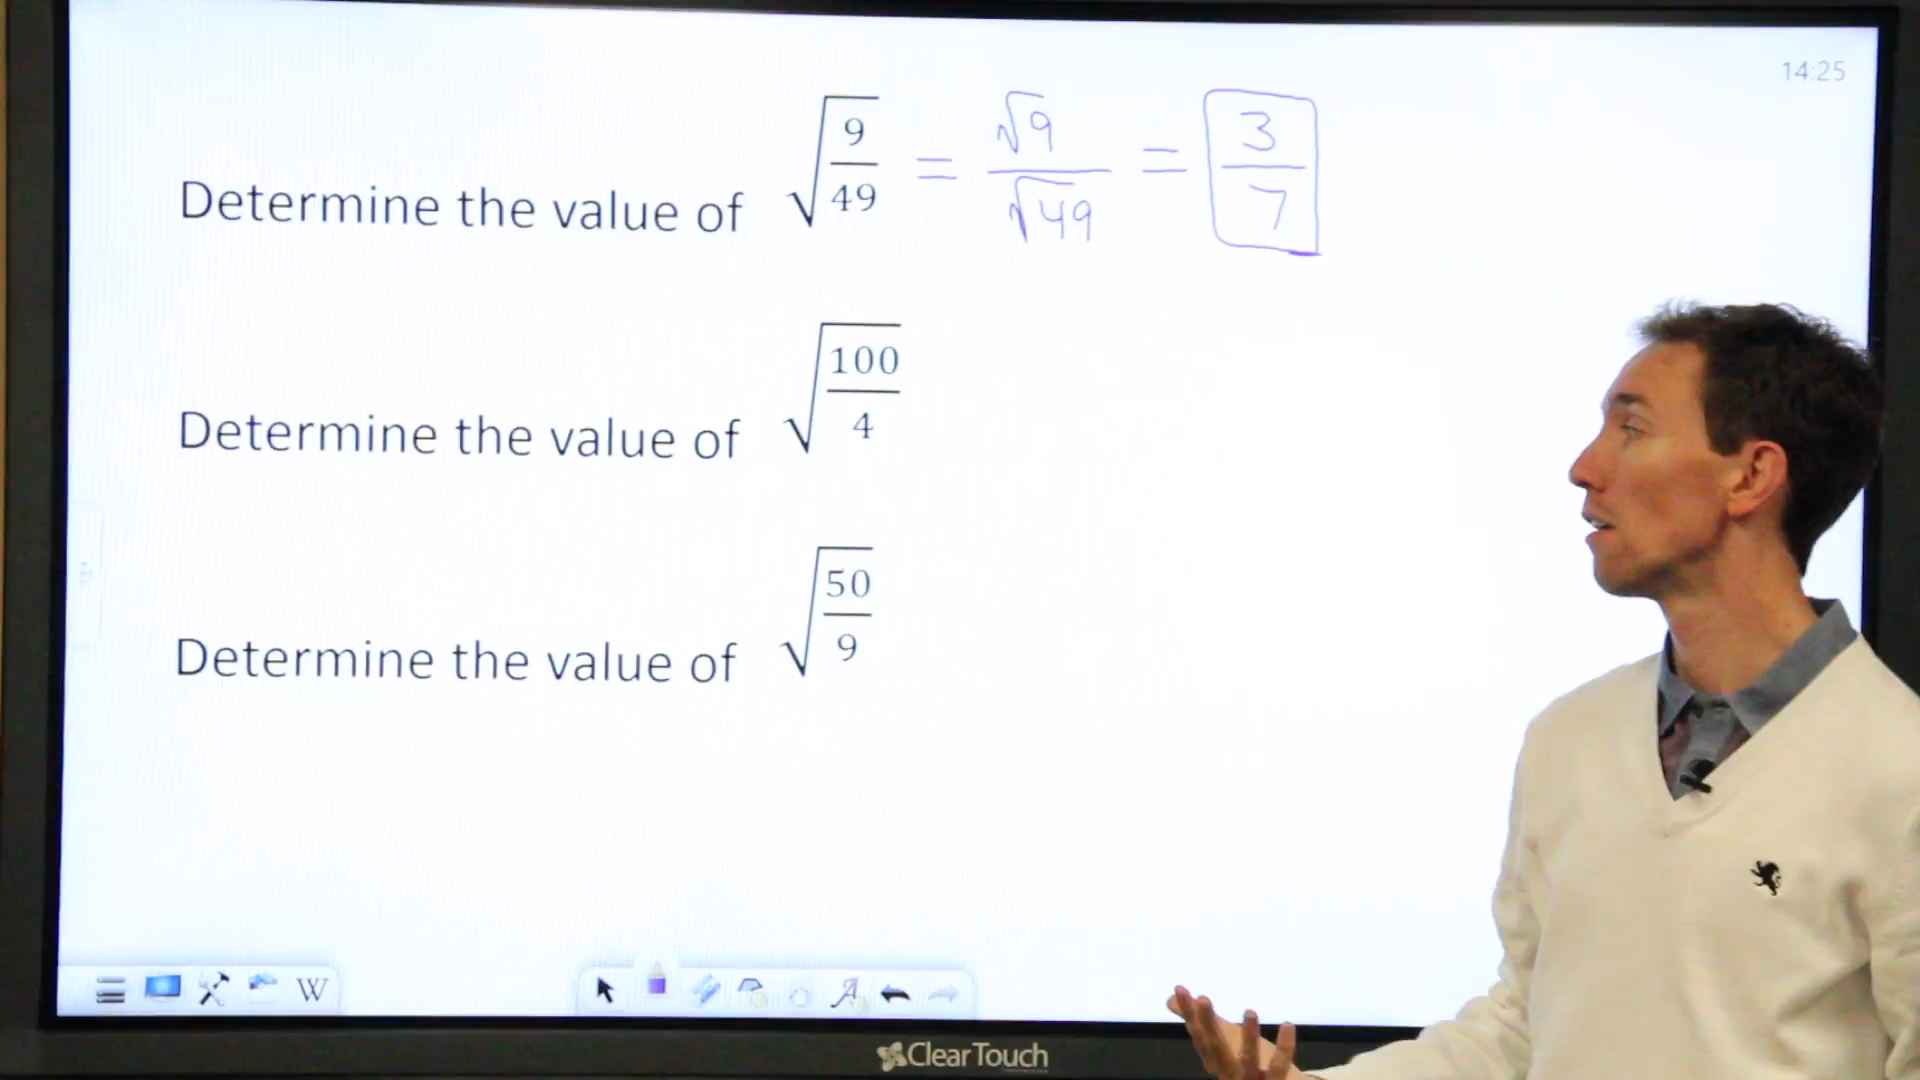 14:25
Determine the value of √(9/49) = √9/√49 = 3/7
Determine the value of √(100/4)
Determine the value of √(50/9)
W
A
ClearTouch